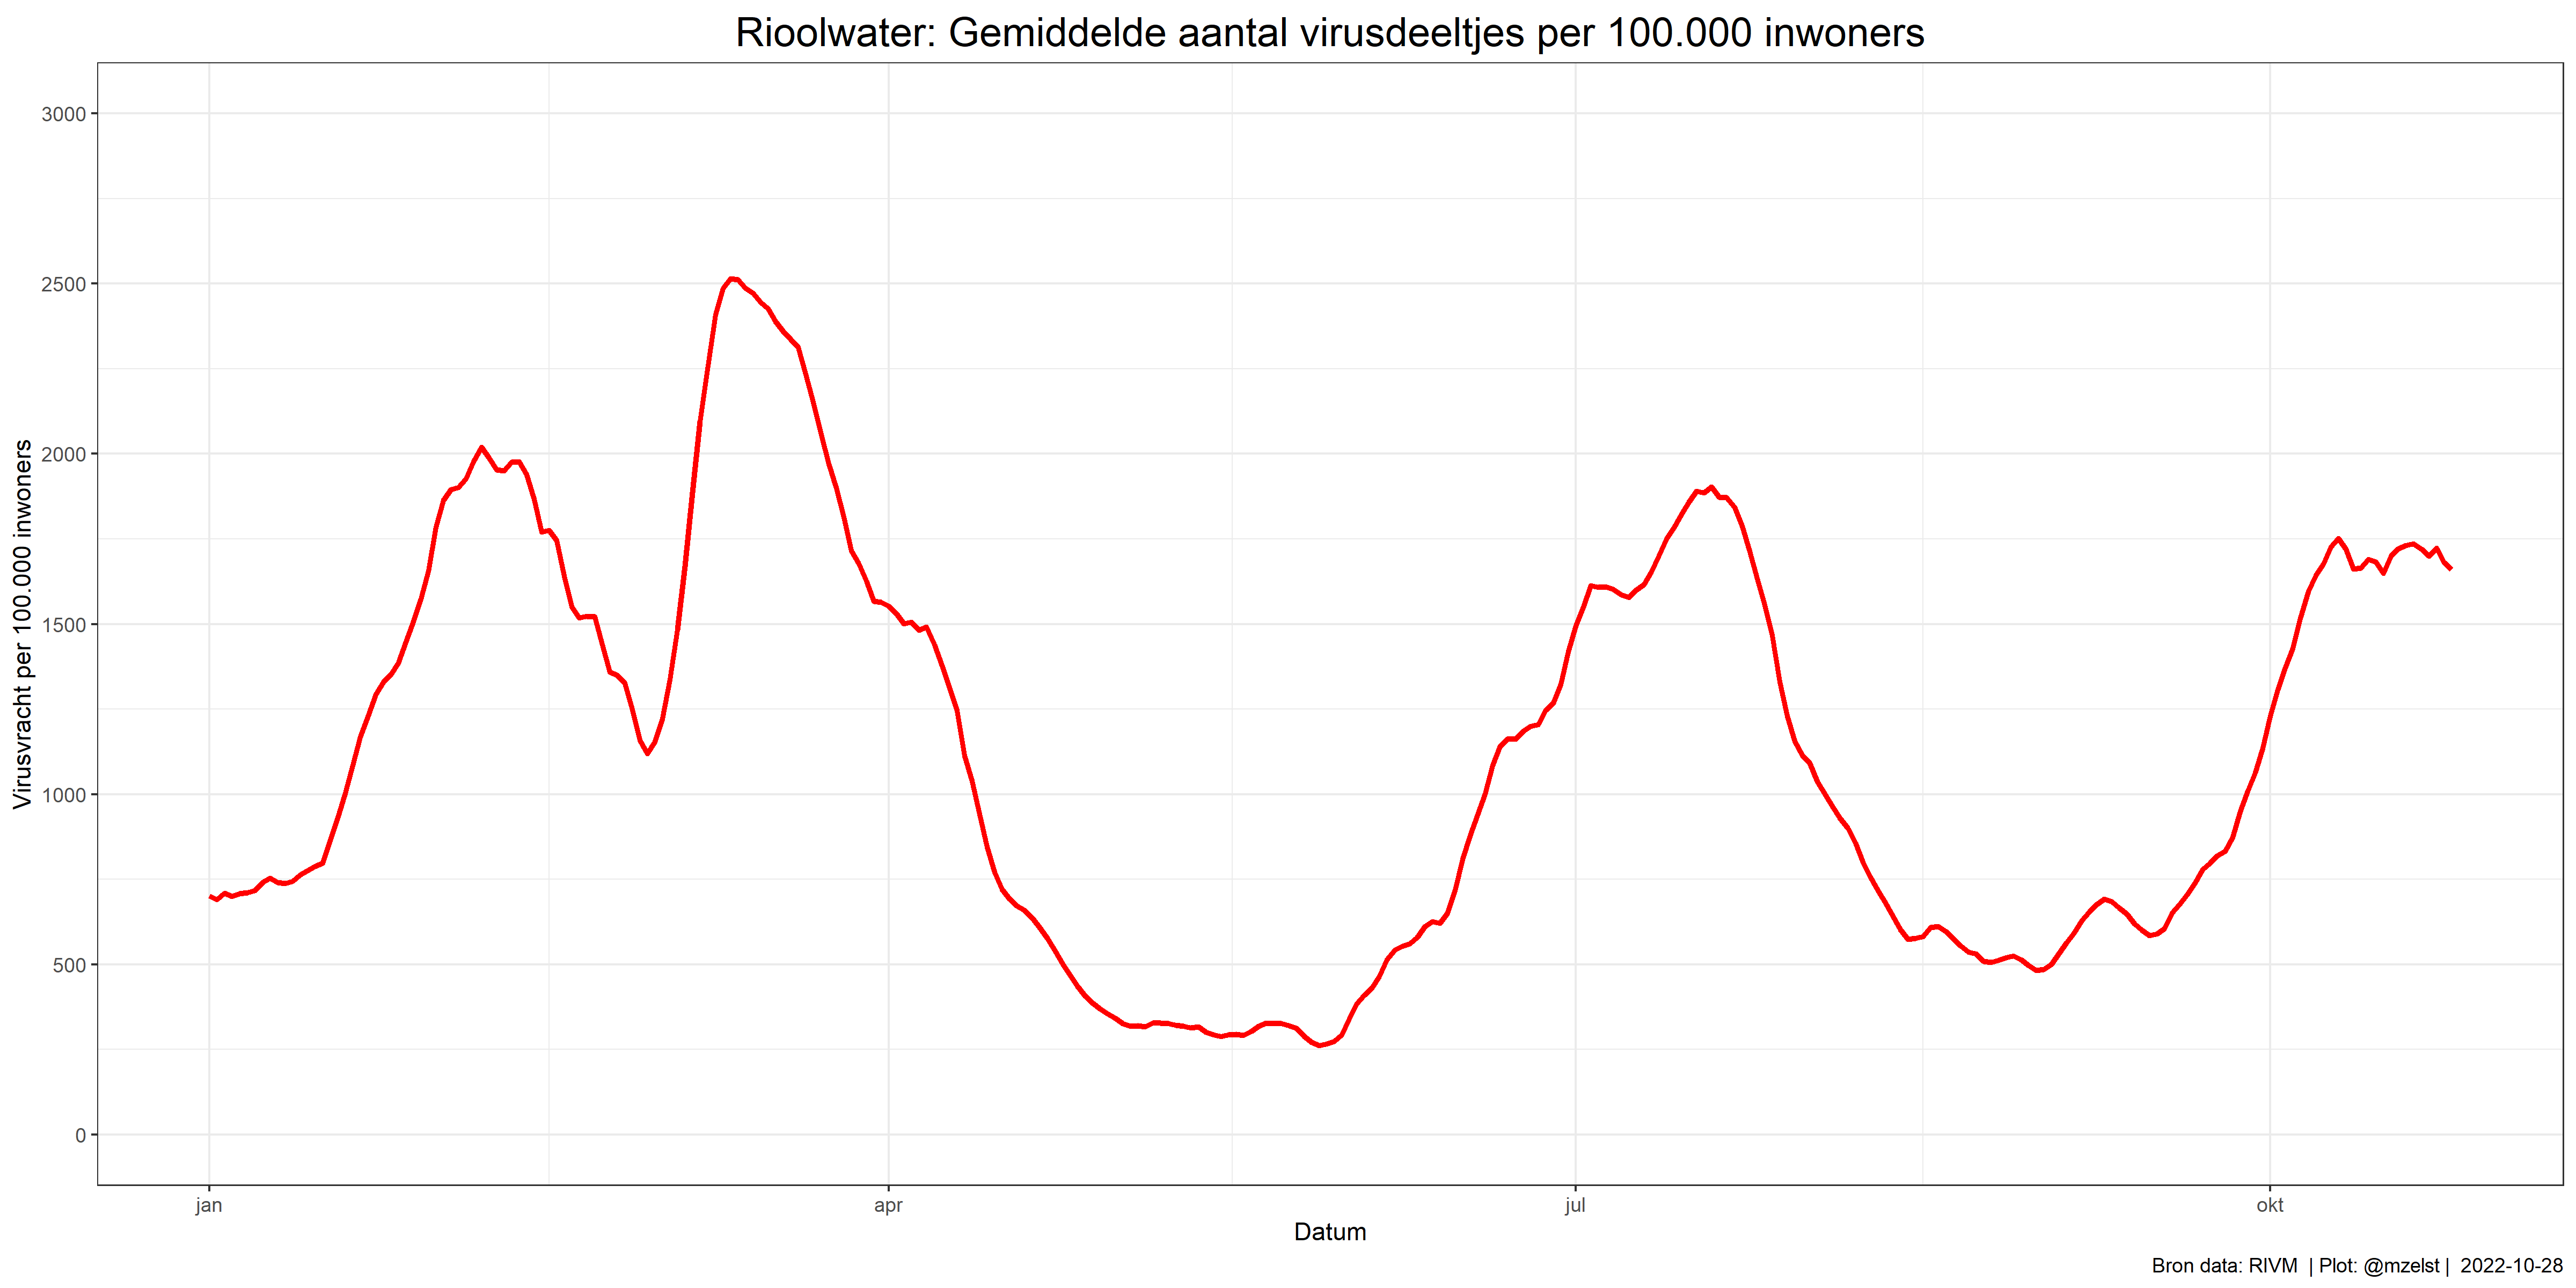 Rioolwater: Gemiddelde aantal virusdeeltjes per 100.000 inwoners
Virusvracht per 100.000 inwoners
3000
2500
2000
1500
1000
500
0
jan apr jul okt
Datum
Bron data: RIVM | Plot: @mzelst | 2022-10-28